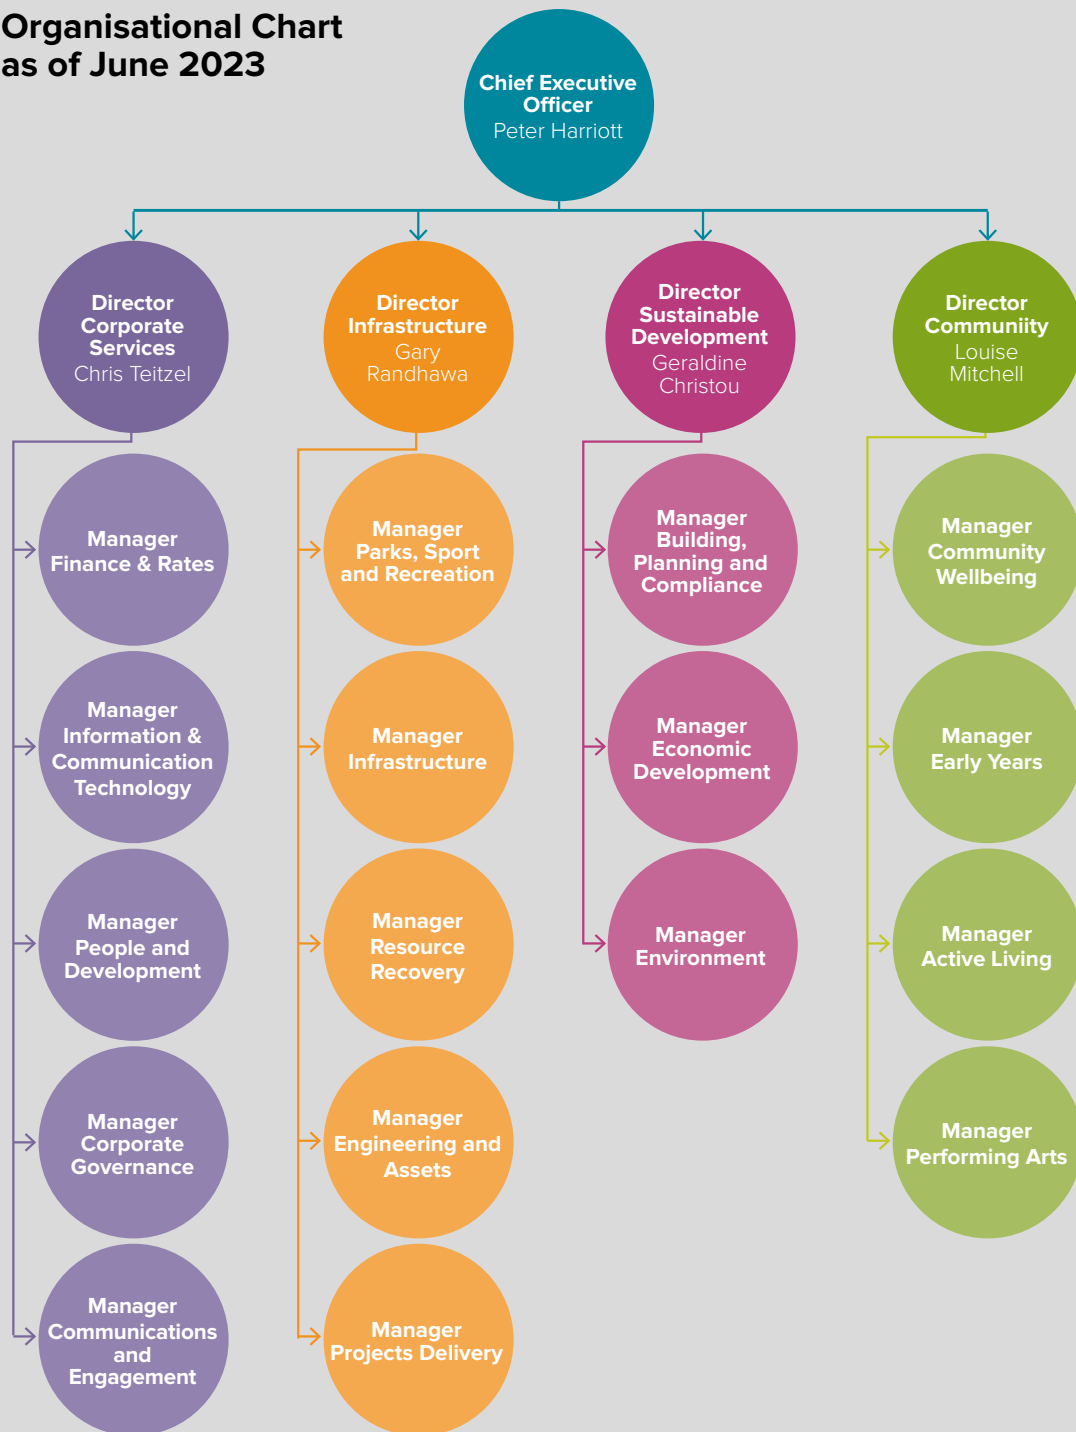 Organisational Chart
as of June 2023
Chief Executive
Officer
Peter Harriott
Director
Corporate
Services
Chris Teitzel
Director
Infrastructure
Gary
Randhawa
Director
Sustainable
Development
Geraldine
Christou
Director
Communiity
Louise
Mitchell
Manager
Finance & Rates
Manager
Information &
Communication
Technology
Manager
People and
Development
Manager
Corporate
Governance
Manager
Communications
and
Engagement
Manager
Parks, Sport
and Recreation
Manager
Infrastructure
Manager
Resource
Recovery
Manager
Engineering and
Assets
Manager
Projects Delivery
Manager
Building,
Planning and
Compliance
Manager
Economic
Development
Manager
Environment
Manager
Community
Wellbeing
Manager
Early Years
Manager
Active Living
Manager
Performing Arts